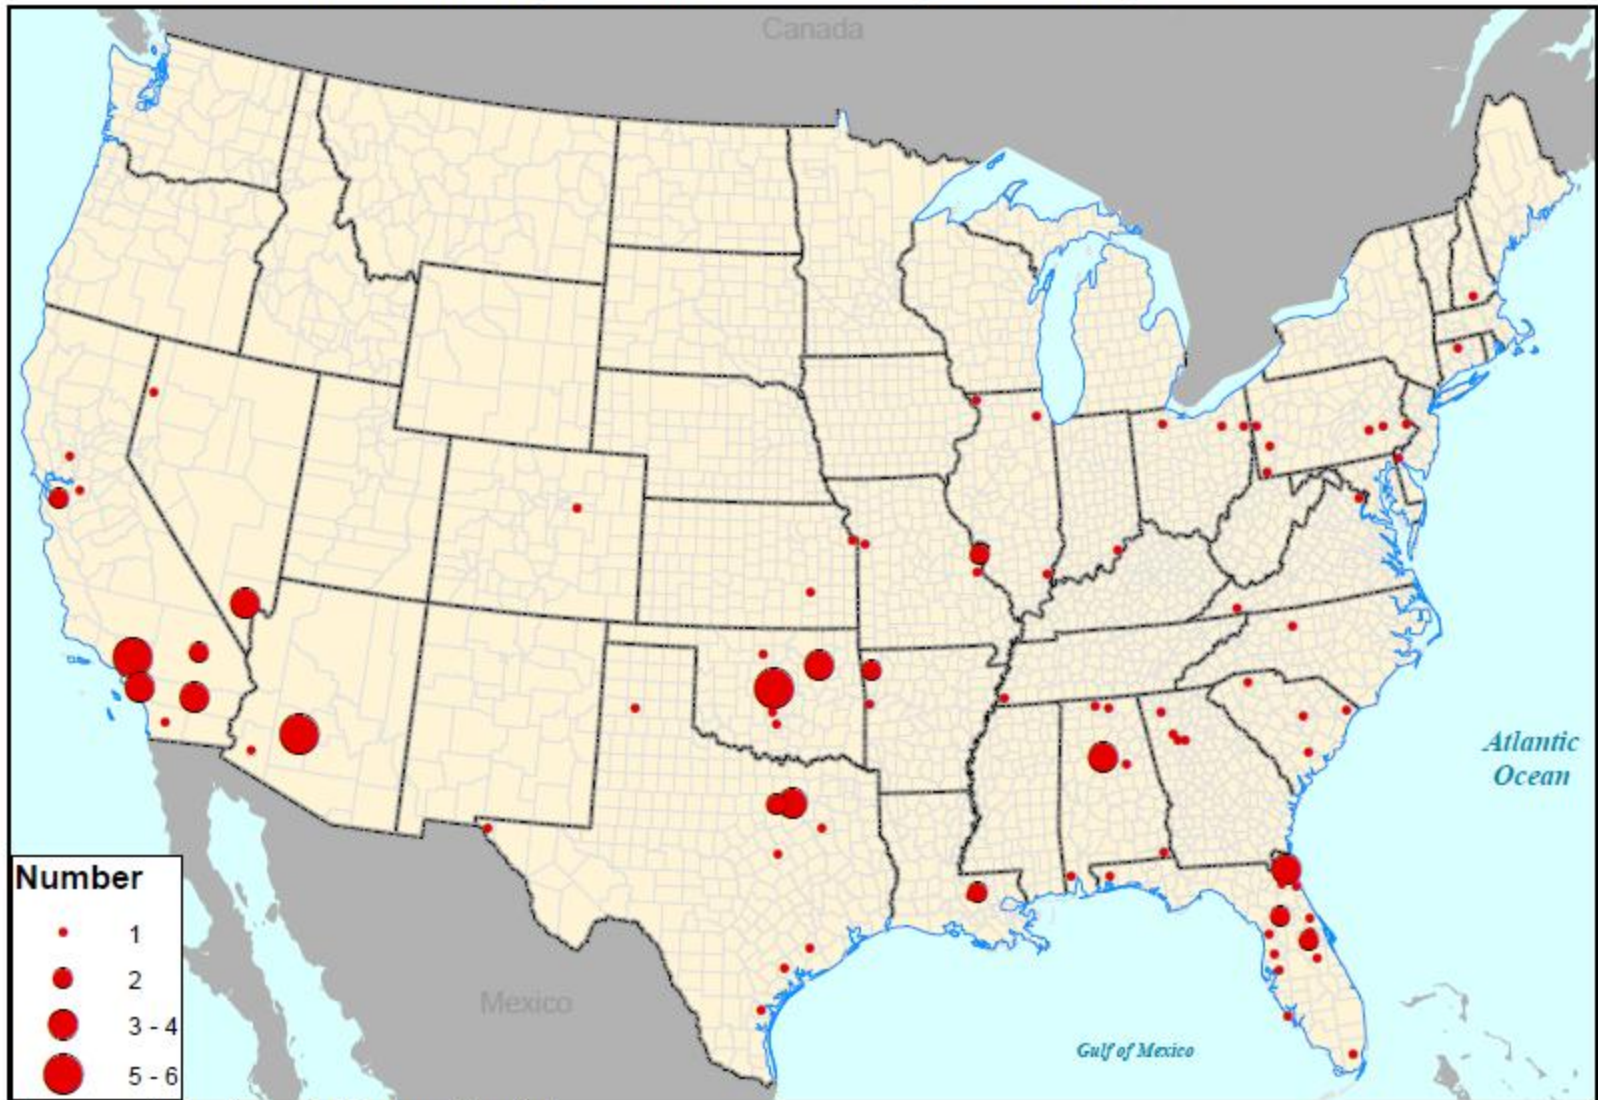 Canada
Atlantic
Ocean
Number
1
2
3 - 4
5 - 6
Mexico
Gulf of Mexico